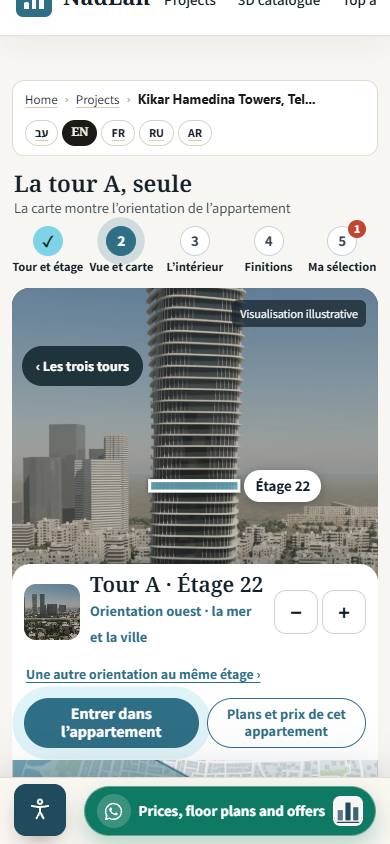 NadLan Projects 3D catalogue Top a
Home › Projects › Kikar Hamedina Towers, Tel...
עב EN FR RU AR
La tour A, seule
La carte montre l’orientation de l’appartement
✓ 2 3 4 5 1
Tour et étage Vue et carte L’intérieur Finitions Ma sélection
Visualisation illustrative
‹ Les trois tours
Étage 22
Tour A · Étage 22
Orientation ouest · la mer
et la ville
− +
Une autre orientation au même étage ›
Entrer dans
l’appartement
Plans et prix de cet
appartement
Prices, floor plans and offers